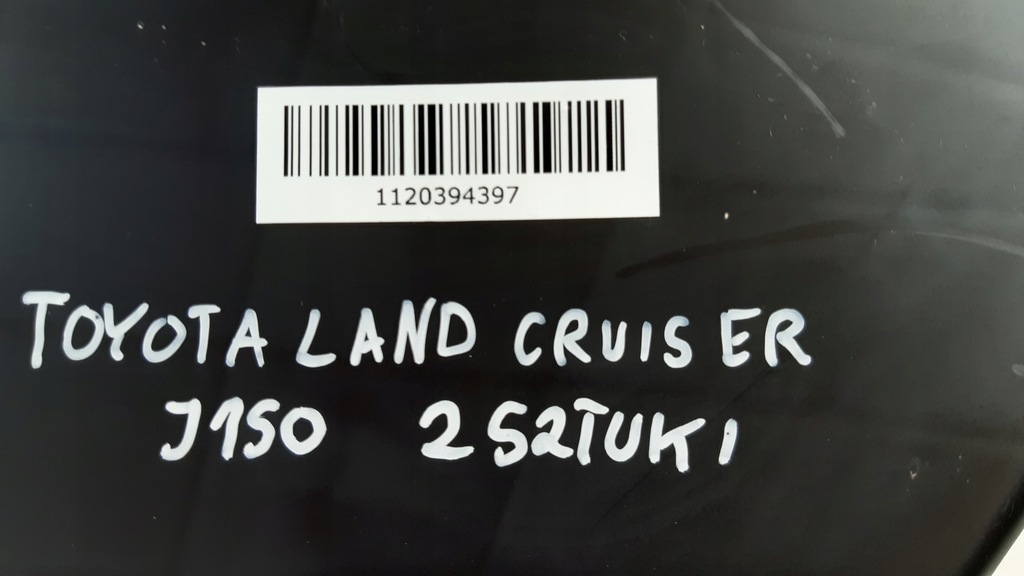 1120394397
TOYOTA LAND CRUISER
J150 2 SZTUKI